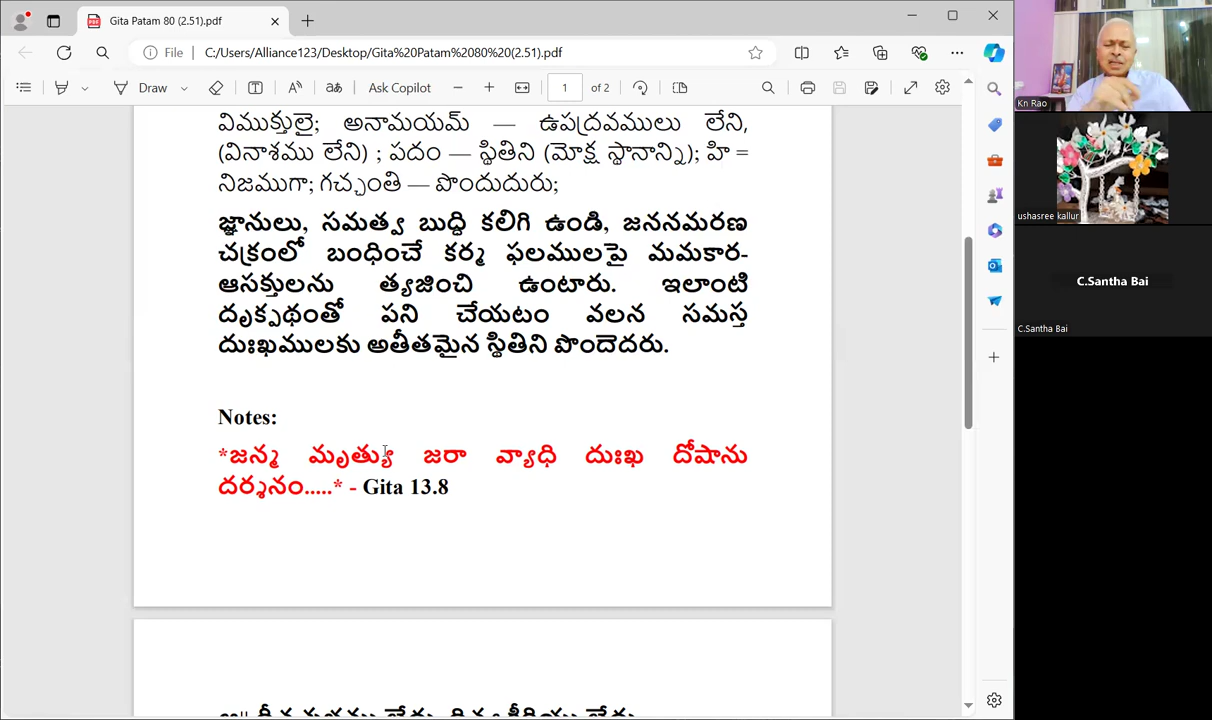 Gita Patam 80 (2.51).pdf
File
C:/Users/Alliance123/Desktop/Gita%20Patam%2080%20(2.51).pdf
Draw
Ask Copilot
1 of 2
విముక్తులై; అనామయమ్ — ఉపద్రవములు లేని,
(వినాశము లేని) ; పదం — స్థితిని (మోక్ష స్థానాన్ని); హి =
నిజముగా; గచ్ఛంతి — పొందుదురు;
జ్ఞానులు, సమత్వ బుద్ధి కలిగి ఉండి, జననమరణ
చక్రంలో బంధించే కర్మ ఫలములపై మమకార-
ఆసక్తులను త్యజించి ఉంటారు. ఇలాంటి
దృక్పథంతో పని చేయటం వలన సమస్త
దుఃఖములకు అతీతమైన స్థితిని పొందెదరు.
Notes:
*జన్మ మృత్యు జరా వ్యాధి దుఃఖ దోషాను
దర్శనం.....* - Gita 13.8
Kn Rao
ushasree kallur
C.Santha Bai
C.Santha Bai